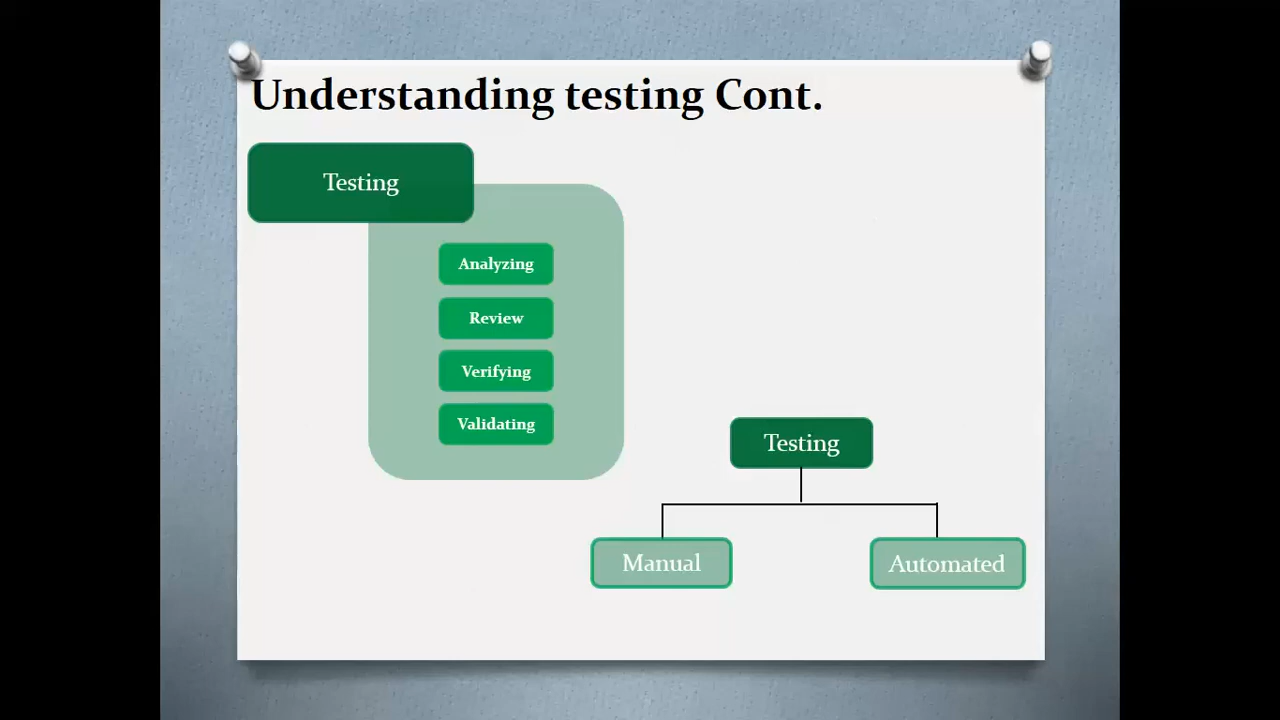 Understanding testing Cont.
Testing
Analyzing
Review
Verifying
Validating
Testing
Manual
Automated